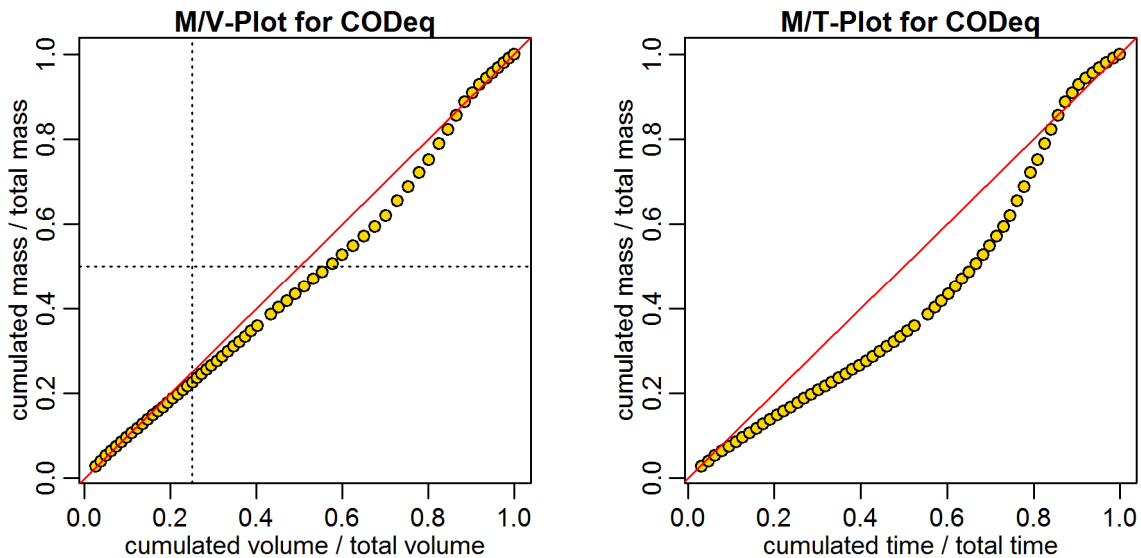 M/V-Plot for CODeq
cumulated mass / total mass
0.0 0.2 0.4 0.6 0.8 1.0
0.0 0.2 0.4 0.6 0.8 1.0
cumulated volume / total volume
M/T-Plot for CODeq
cumulated mass / total mass
0.0 0.2 0.4 0.6 0.8 1.0
0.0 0.2 0.4 0.6 0.8 1.0
cumulated time / total time